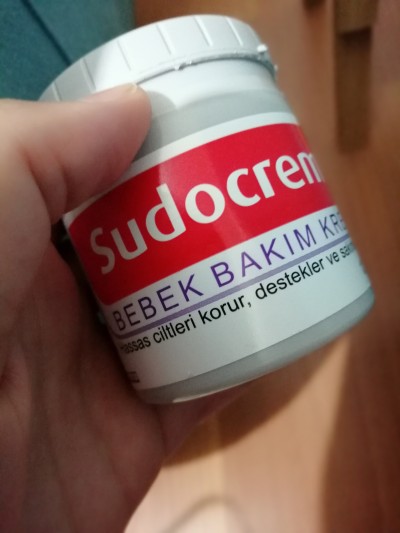 Sudocrem
BEBEK BAKIM
ciltleri korur, destekler ve